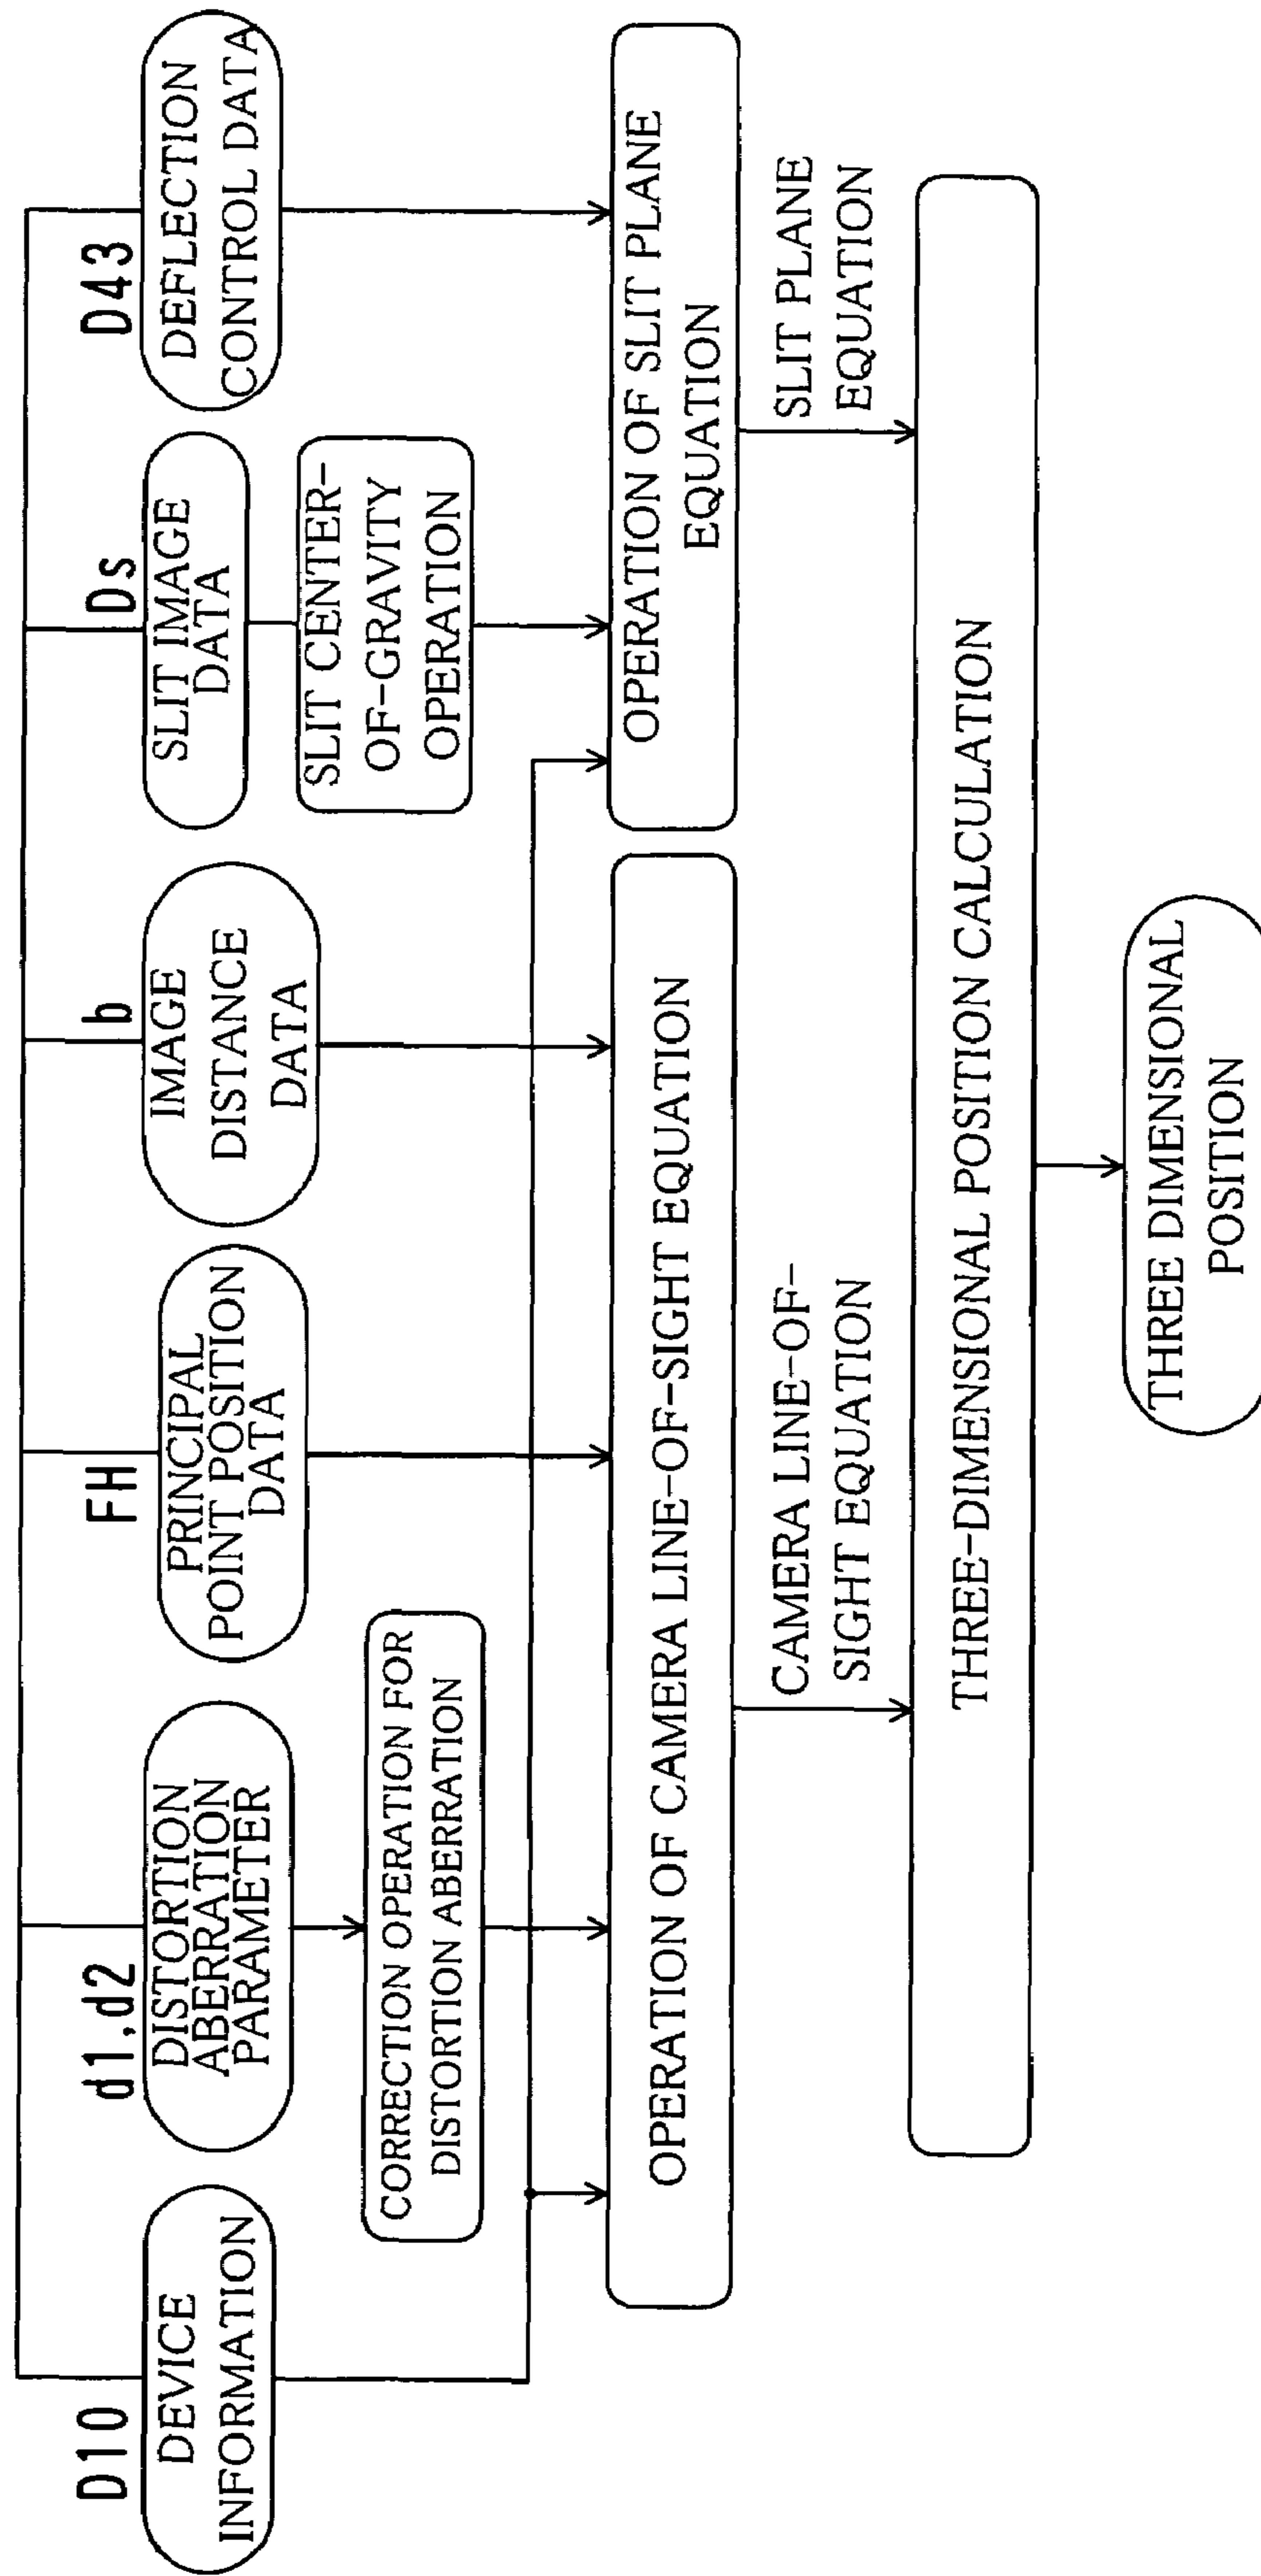 D10
DEVICE
INFORMATION
d1,d2
DISTORTION
ABERRATION
PARAMETER
CORRECTION OPERATION FOR
DISTORTION ABERRATION
FH
PRINCIPAL
POINT POSITION
DATA
b
IMAGE
DISTANCE
DATA
Ds
SLIT IMAGE
DATA
SLIT CENTER-
OF-GRAVITY
OPERATION
D43
DEFLECTION
CONTROL DATA
OPERATION OF CAMERA LINE-OF-SIGHT EQUATION
OPERATION OF SLIT PLANE
EQUATION
CAMERA LINE-OF-
SIGHT EQUATION
SLIT PLANE
EQUATION
THREE-DIMENSIONAL POSITION CALCULATION
THREE DIMENSIONAL
POSITION